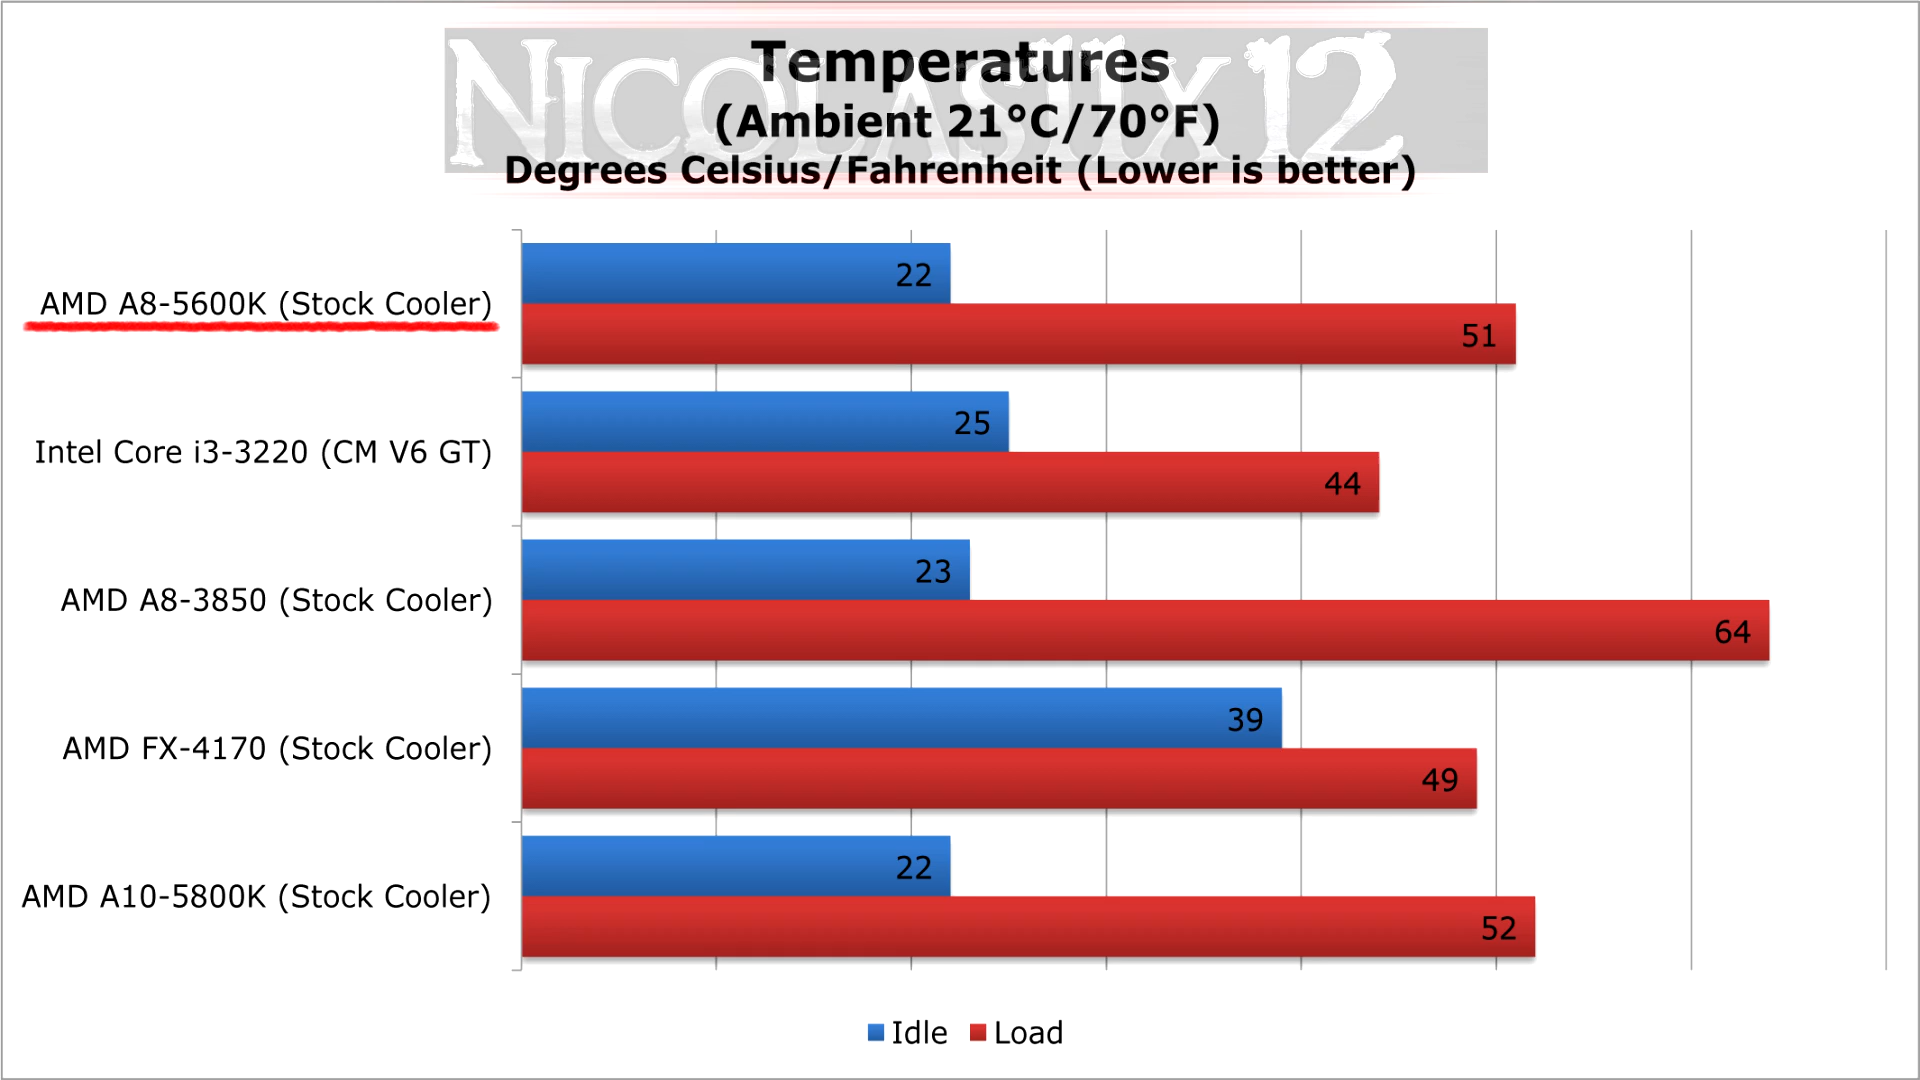 Nicolas11x12
Temperatures
(Ambient 21°C/70°F)
Degrees Celsius/Fahrenheit (Lower is better)
AMD A8-5600K (Stock Cooler)
22
51
Intel Core i3-3220 (CM V6 GT)
25
44
AMD A8-3850 (Stock Cooler)
23
64
AMD FX-4170 (Stock Cooler)
39
49
AMD A10-5800K (Stock Cooler)
22
52
Idle Load